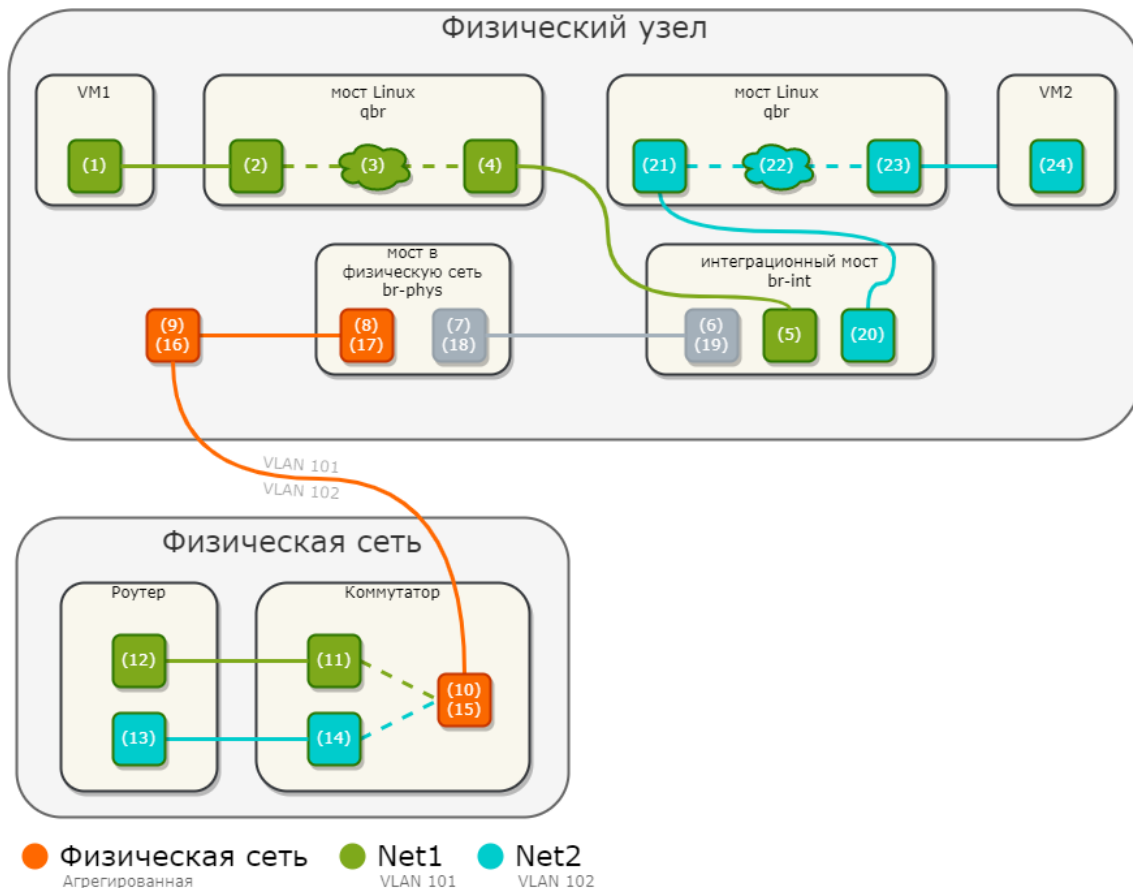 Физический узел
VM1
мост Linux
qbr
мост Linux
qbr
VM2
(1)
(2)
(3)
(4)
(21)
(22)
(23)
(24)
мост в
физическую сеть
br-phys
интеграционный мост
br-int
(9)
(16)
(8)
(17)
(7)
(18)
(6)
(19)
(5)
(20)
VLAN 101
VLAN 102
Физическая сеть
Роутер
Коммутатор
(12)
(11)
(10)
(15)
(13)
(14)
Физическая сеть
Агрегированная
Net1
VLAN 101
Net2
VLAN 102